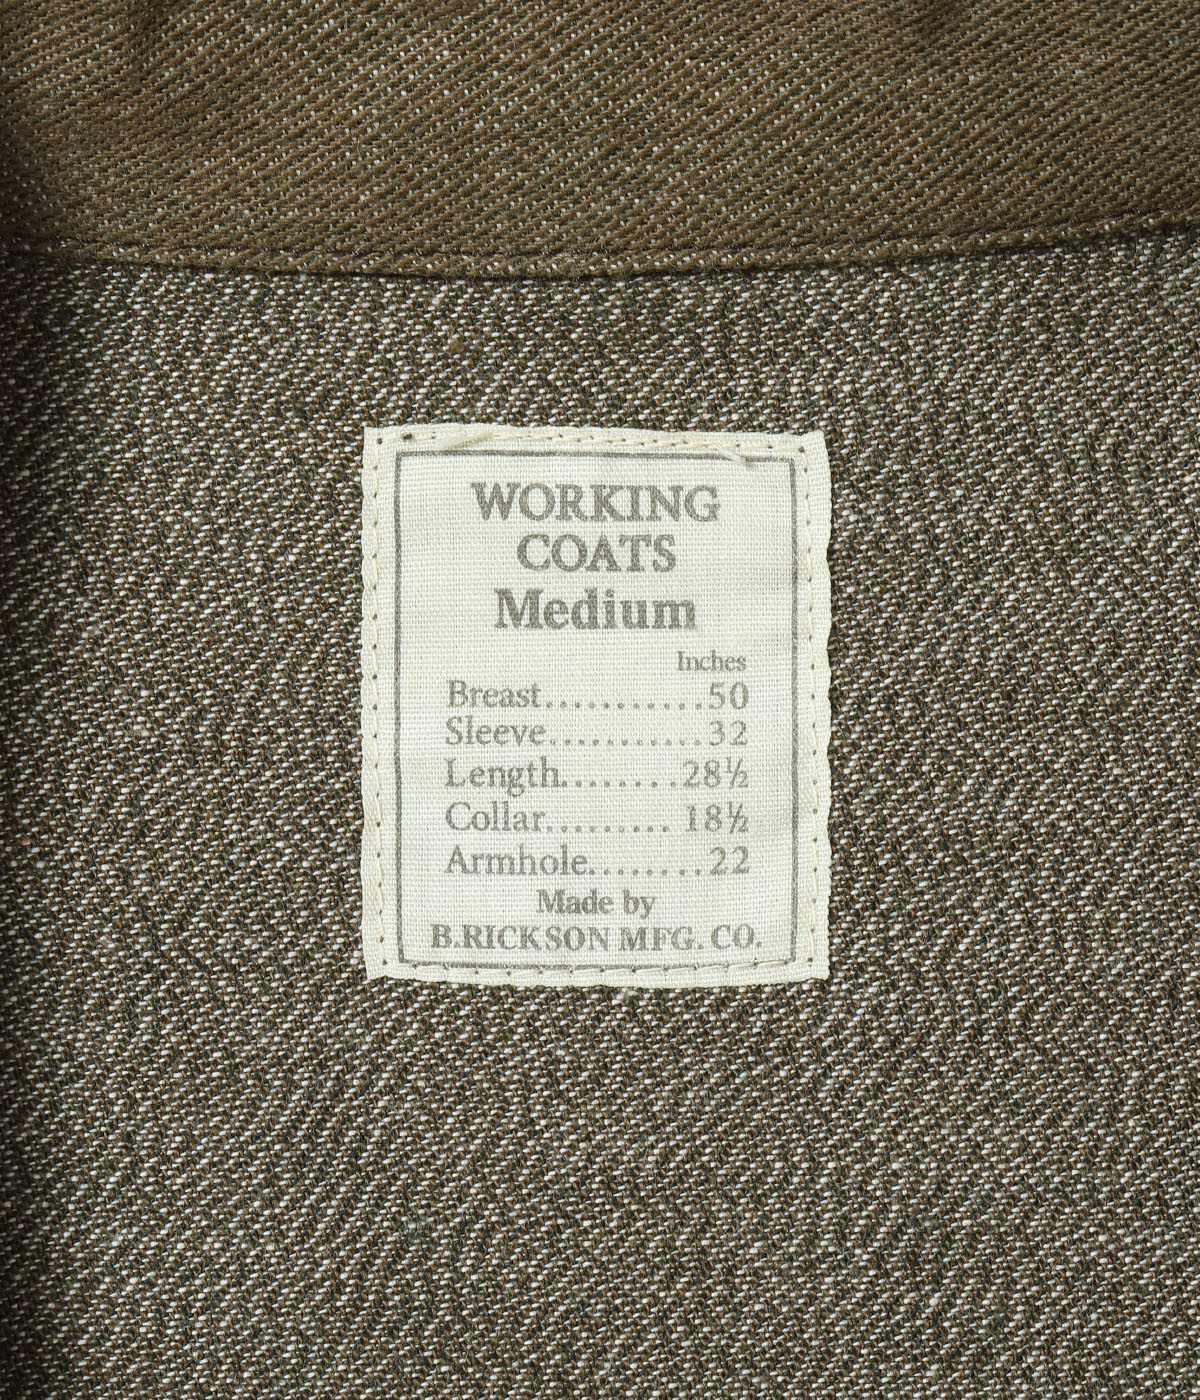 WORKING
COATS
Medium
Inches
Breast...........50
Sleeve...........32
Length........28½
Collar......... 18½
Armhole........22
Made by
B.RICKSON MFG. CO.